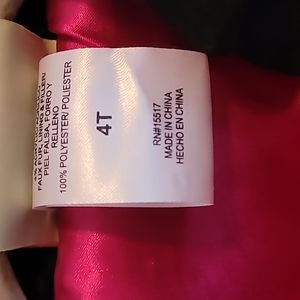 FAUX FUR, LINING & FILLER
PIEL FALSA, FORRO Y
RELLENO
100% POLYESTER/ POLIESTER
4T
RN#15517
MADE IN CHINA
HECHO EN CHINA